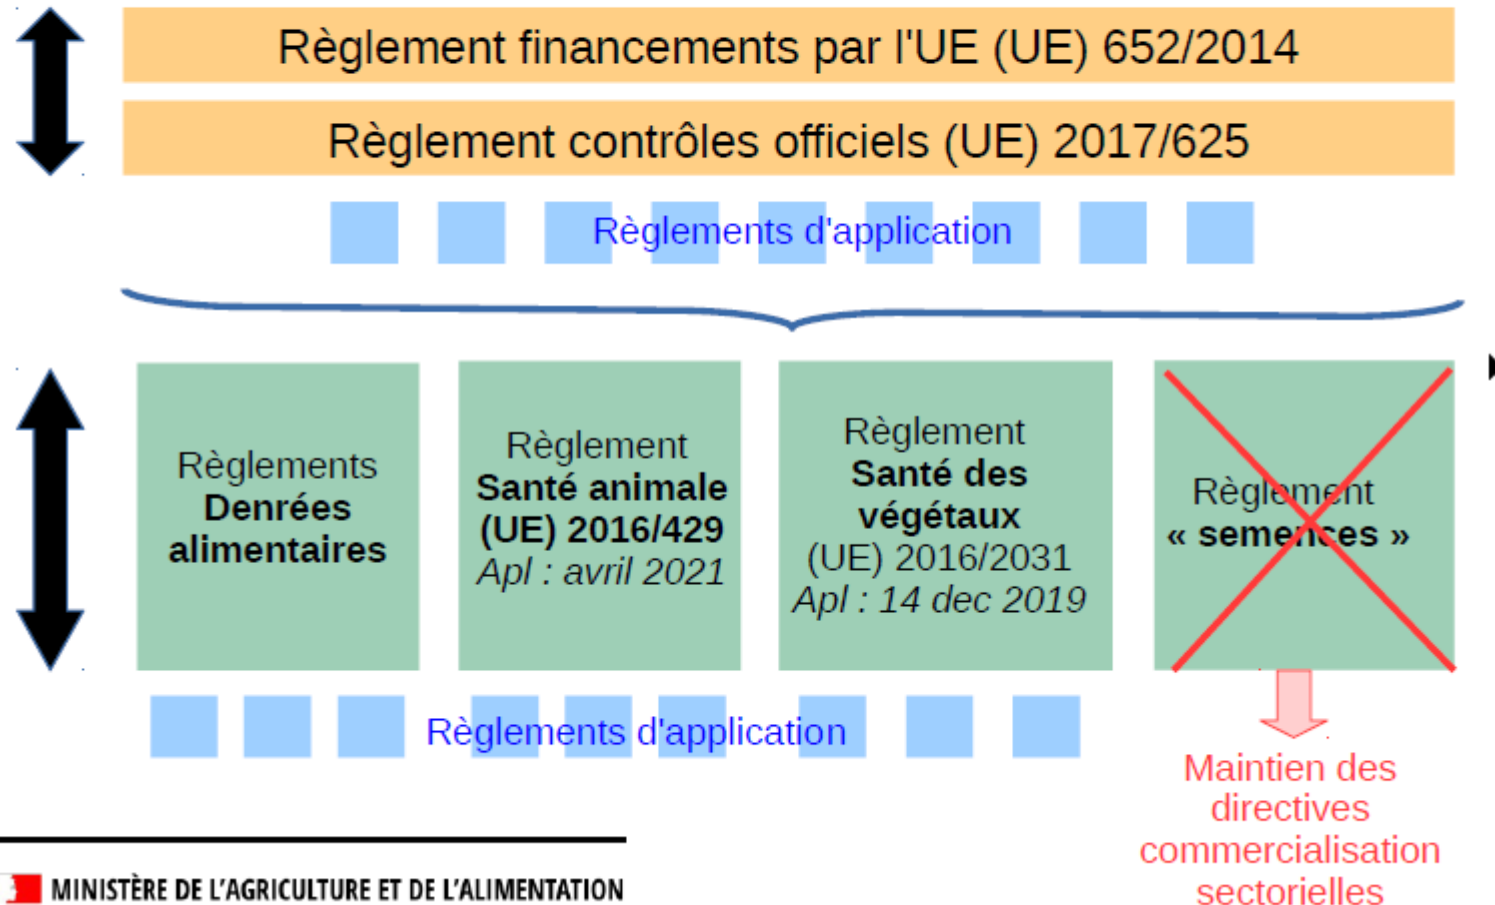 Règlement financements par l'UE (UE) 652/2014
Règlement contrôles officiels (UE) 2017/625
Règlements d'application
Règlements
Denrées
alimentaires
Règlement
Santé animale
(UE) 2016/429
Apl : avril 2021
Règlement
Santé des
végétaux
(UE) 2016/2031
Apl : 14 dec 2019
Règlement
« semences »
Règlements d'application
Maintien des
directives
commercialisation
sectorielles
MINISTÈRE DE L'AGRICULTURE ET DE L'ALIMENTATION